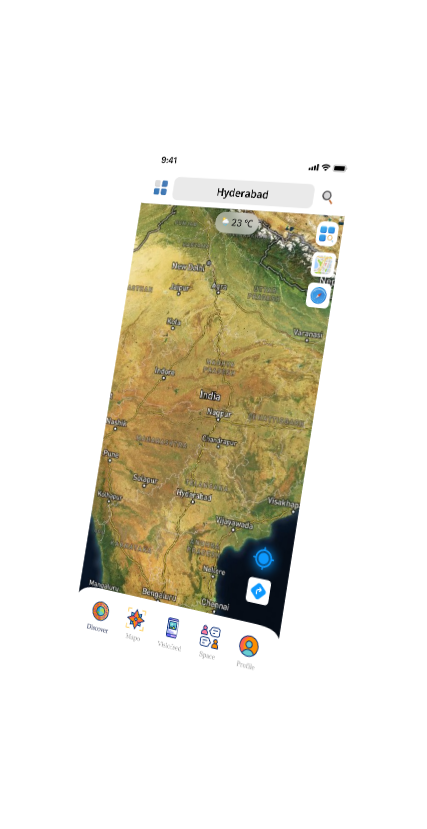 9:41
Hyderabad
23 °C
New Delhi
Jaipur
Agra
Kota
Varanasi
Indore
India
Nagpur
Nashik
Chandrapur
Pune
Solapur
Kolhapur
Hyderabad
Visakhap
Vijayawada
Nellore
Mangaluru
Bengaluru
Chennai
Discover
Maps
Space
Profile